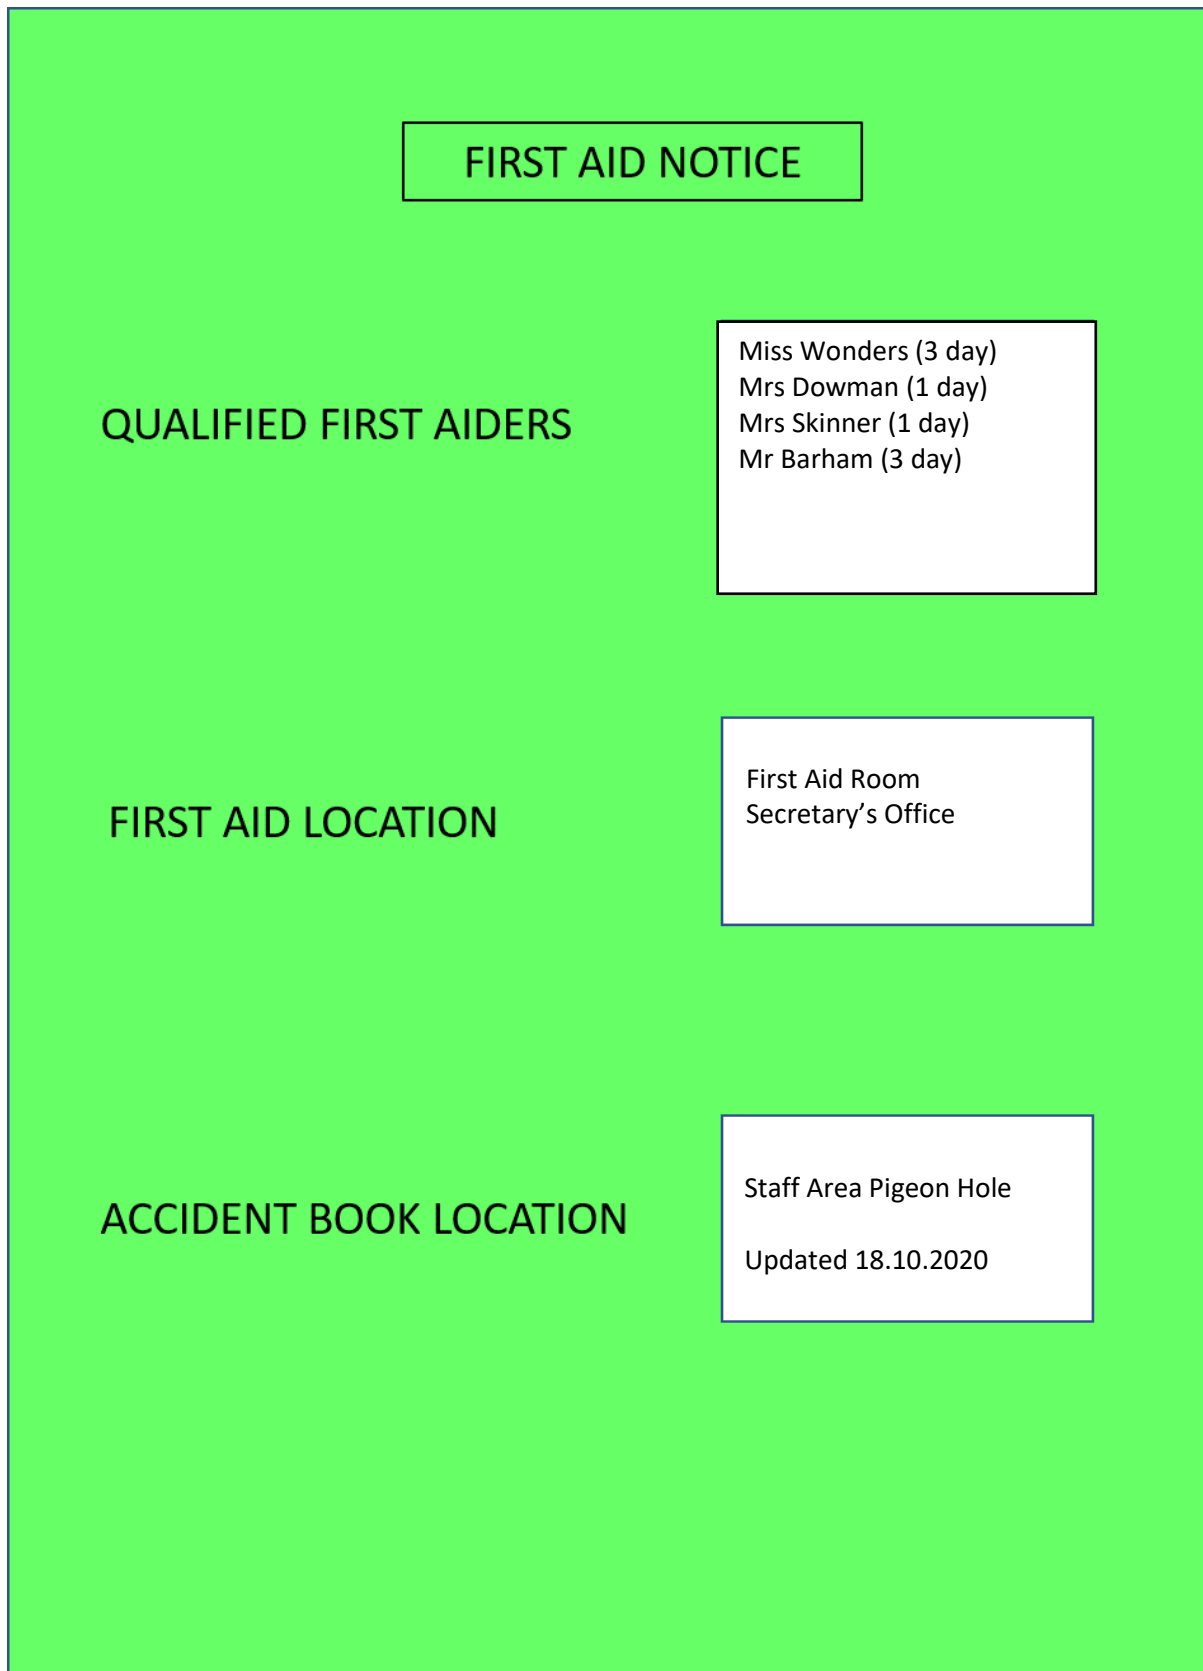 FIRST AID NOTICE
QUALIFIED FIRST AIDERS
Miss Wonders (3 day)
Mrs Dowman (1 day)
Mrs Skinner (1 day)
Mr Barham (3 day)
FIRST AID LOCATION
First Aid Room
Secretary’s Office
ACCIDENT BOOK LOCATION
Staff Area Pigeon Hole
Updated 18.10.2020